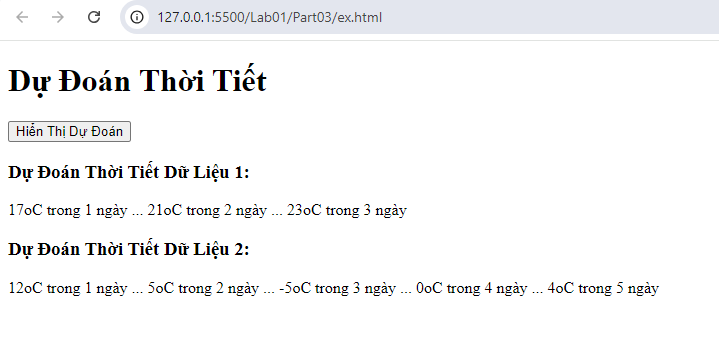 127.0.0.1:5500/Lab01/Part03/ex.html
Dự Đoán Thời Tiết
Hiển Thị Dự Đoán
Dự Đoán Thời Tiết Dữ Liệu 1:
17oC trong 1 ngày ... 21oC trong 2 ngày ... 23oC trong 3 ngày
Dự Đoán Thời Tiết Dữ Liệu 2:
12oC trong 1 ngày ... 5oC trong 2 ngày ... -5oC trong 3 ngày ... 0oC trong 4 ngày ... 4oC trong 5 ngày